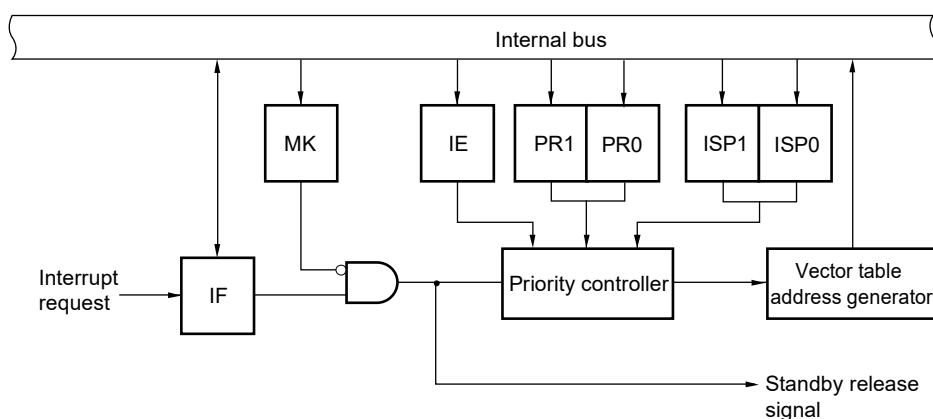 Internal bus
MK
IE
PR1
PR0
ISP1
ISP0
Interrupt
request
IF
Priority controller
Vector table
address generator
Standby release
signal